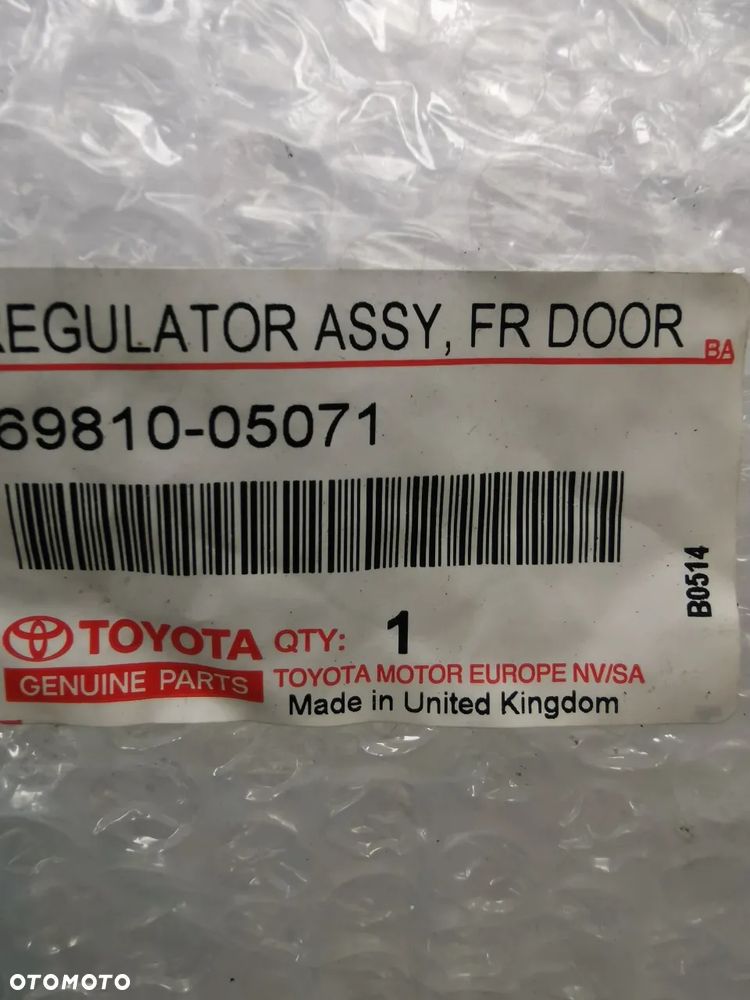 REGULATOR ASSY, FR DOOR
BA
69810-05071
B0514
TOYOTA QTY: 1
GENUINE PARTS
TOYOTA MOTOR EUROPE NV/SA
Made in United Kingdom
OTOMOTO